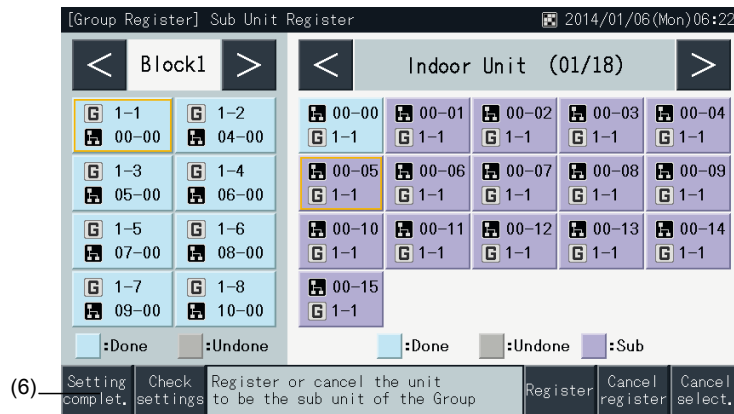 [Group Register] Sub Unit Register 2014/01/06(Mon)06:22
< Block1 > < Indoor Unit (01/18) >
G 1-1 G 1-2
00-00 04-00
G 1-3 G 1-4
05-00 06-00
G 1-5 G 1-6
07-00 08-00
G 1-7 G 1-8
09-00 10-00
:Done :Undone
00-00 00-01 00-02 00-03 00-04
G 1-1 G 1-1 G 1-1 G 1-1 G 1-1
00-05 00-06 00-07 00-08 00-09
G 1-1 G 1-1 G 1-1 G 1-1 G 1-1
00-10 00-11 00-12 00-13 00-14
G 1-1 G 1-1 G 1-1 G 1-1 G 1-1
00-15
G 1-1
:Done :Undone :Sub
(6)
Setting
complet.
Check
settings
Register or cancel the unit
to be the sub unit of the Group
Register
Cancel
register
Cancel
select.